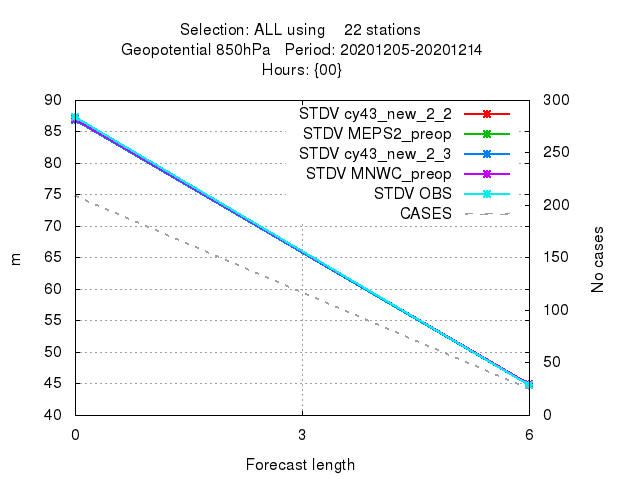 Selection: ALL using 22 stations
Geopotential 850hPa Period: 20201205-20201214
Hours: {00}
90
85
80
75
70
65
60
55
50
45
40
300
250
200
150
100
50
0
STDV cy43_new_2_2
STDV MEPS2_preop
STDV cy43_new_2_3
STDV MNWC_preop
STDV OBS
CASES
m
No cases
0
3
6
Forecast length